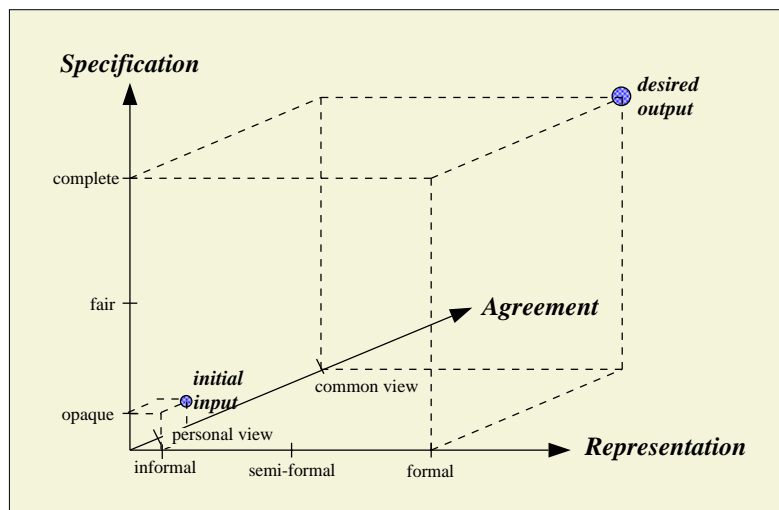 Specification
desired
output
complete
fair
Agreement
initial
input
common view
opaque
personal view
Representation
informal
semi-formal
formal